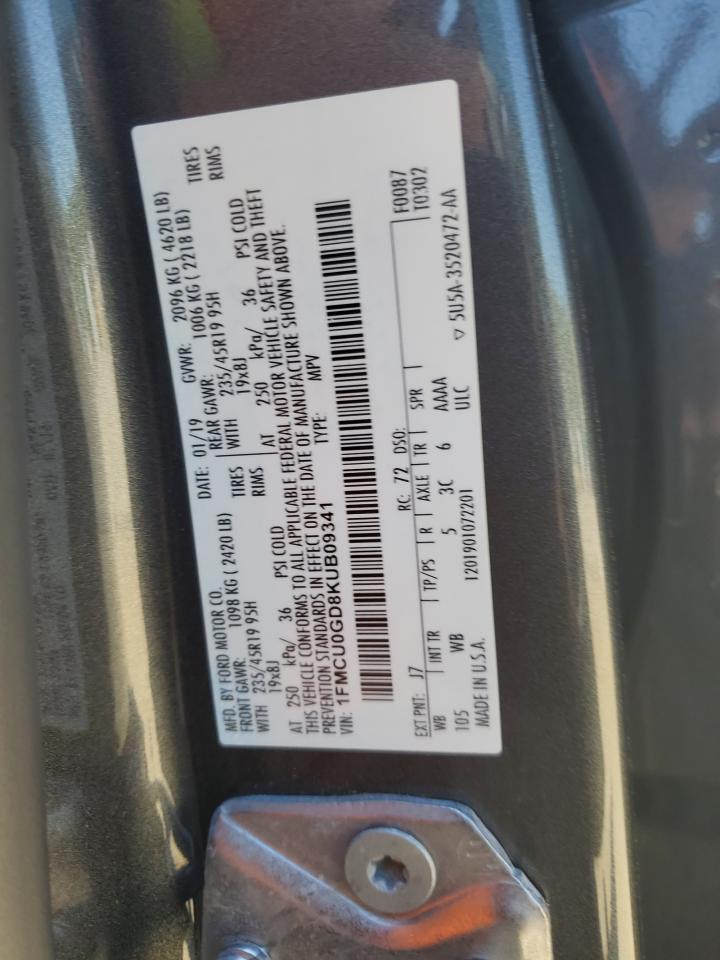 MFD. BY FORD MOTOR CO. DATE: 01/19 GVWR: 2096 KG ( 4620 LB)
FRONT GAWR: 1098 KG ( 2420 LB) REAR GAWR: 1006 KG ( 2218 LB)
WITH 235/45R19 95H TIRES WITH 235/45R19 95H TIRES
19x8J RIMS 19x8J RIMS
AT 250 kPa/ 36 PSI COLD AT 250 kPa/ 36 PSI COLD
THIS VEHICLE CONFORMS TO ALL APPLICABLE FEDERAL MOTOR VEHICLE SAFETY AND THEFT
PREVENTION STANDARDS IN EFFECT ON THE DATE OF MANUFACTURE SHOWN ABOVE.
VIN: 1FMCU0GD8KUB09341 TYPE: MPV
EXT PNT: J7 RC: 72 DSO: F0087
WB INT TR TP/PS R AXLE TR SPR T0302
105 WB 5 3C 6 AAAA
MADE IN U.S.A. 1201901072201 ULC ▽ 5U5A-3520472-AA